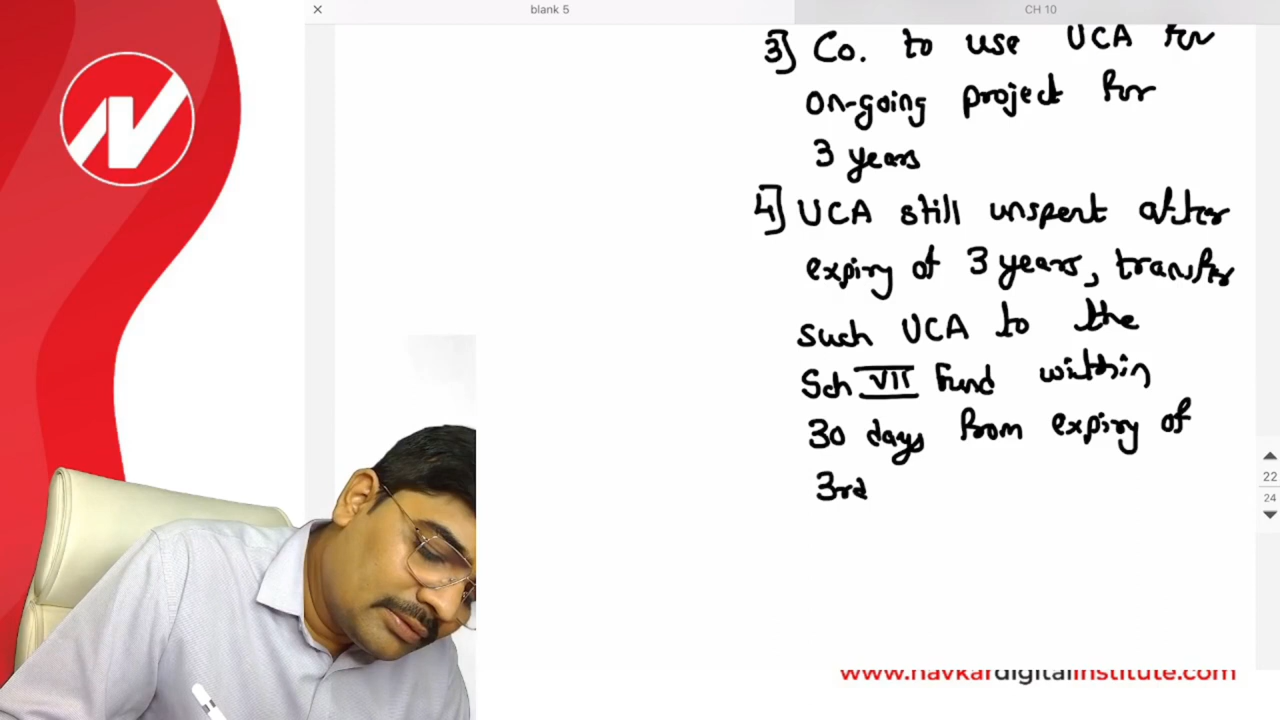 blank 5
CH 10
3] Co. to use UCA for
on-going project for
3 years
4] UCA still unspent after
expiry of 3 years, transfer
such UCA to the
Sch VII Fund within
30 days from expiry of
3rd
22
24
www.navkardigitalinstitute.com